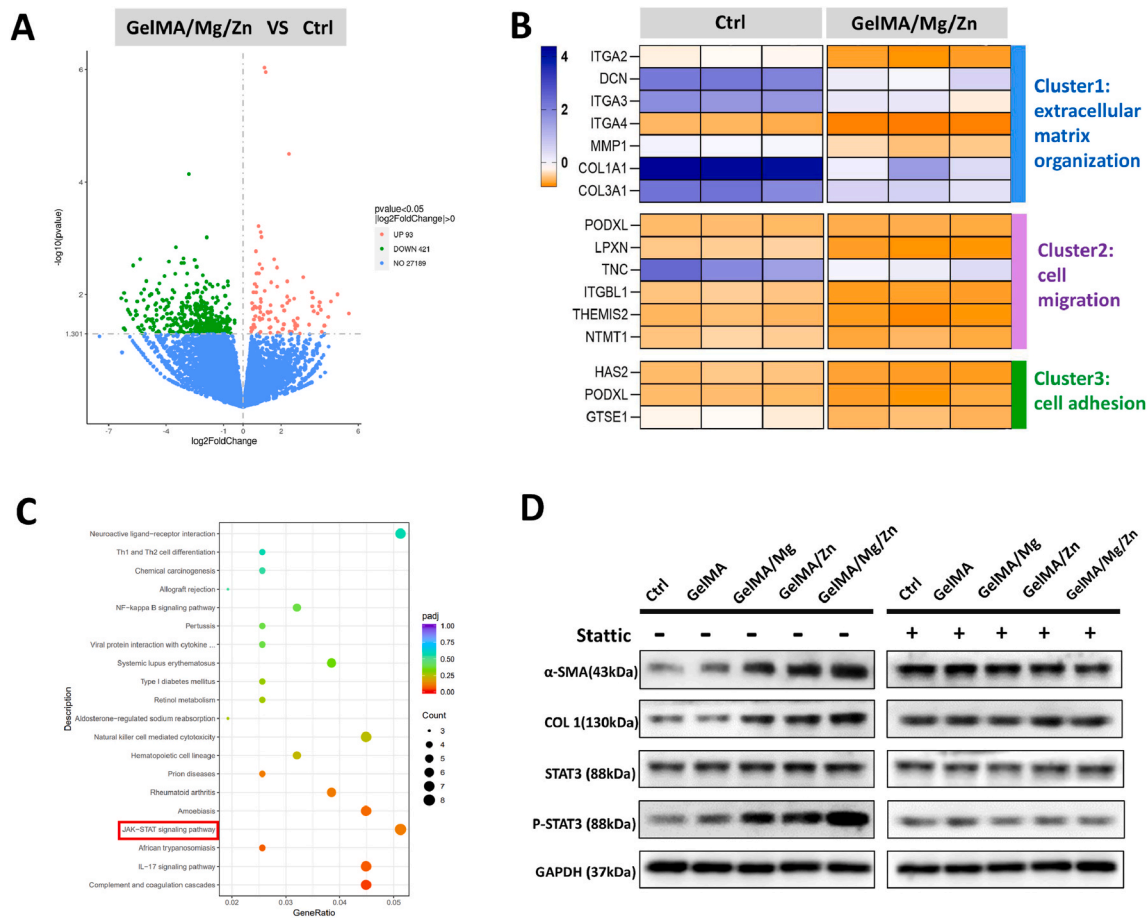 A
GelMA/Mg/Zn VS Ctrl
6
4
2
1.301
-log10(pvalue)
-7
-2
0
2
6
log2FoldChange
pvalue<0.05
|log2FoldChange|>0
UP 93
DOWN 421
NO 27189
B
Ctrl
GelMA/Mg/Zn
4
2
0
ITGA2
DCN
ITGA3
ITGA4
MMP1
COL1A1
COL3A1
Cluster1:
extracellular
matrix
organization
PODXL
LPXN
TNC
ITGBL1
THEMIS2
NTMT1
Cluster2:
cell
migration
HAS2
PODXL
GTSE1
Cluster3:
cell adhesion
C
Description
Neuroactive ligand−receptor interaction
Th1 and Th2 cell differentiation
Chemical carcinogenesis
Allograft rejection
NF−kappa B signaling pathway
Pertussis
Viral protein interaction with cytokine ...
Systemic lupus erythematosus
Type I diabetes mellitus
Retinol metabolism
Aldosterone−regulated sodium reabsorption
Natural killer cell mediated cytotoxicity
Hematopoietic cell lineage
Prion diseases
Rheumatoid arthritis
Amoebiasis
JAK−STAT signaling pathway
African trypanosomiasis
IL−17 signaling pathway
Complement and coagulation cascades
0.02
0.03
0.04
0.05
GeneRatio
padj
1.00
0.75
0.50
0.25
0.00
Count
3
4
5
6
7
8
D
Ctrl
GelMA
GelMA/Mg
GelMA/Zn
GelMA/Mg/Zn
Ctrl
GelMA
GelMA/Mg
GelMA/Zn
GelMA/Mg/Zn
Stattic - - - - - + + + + +
α-SMA(43kDa)
COL 1(130kDa)
STAT3 (88kDa)
P-STAT3 (88kDa)
GAPDH (37kDa)